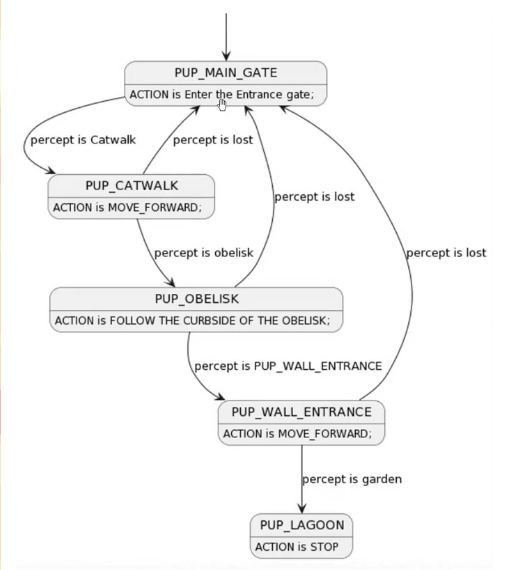 PUP_MAIN_GATE
ACTION is Enter the Entrance gate;
percept is Catwalk
percept is lost
PUP_CATWALK
ACTION is MOVE_FORWARD;
percept is lost
percept is obelisk
percept is lost
PUP_OBELISK
ACTION is FOLLOW THE CURBSIDE OF THE OBELISK;
percept is PUP_WALL_ENTRANCE
PUP_WALL_ENTRANCE
ACTION is MOVE_FORWARD;
percept is garden
PUP_LAGOON
ACTION is STOP